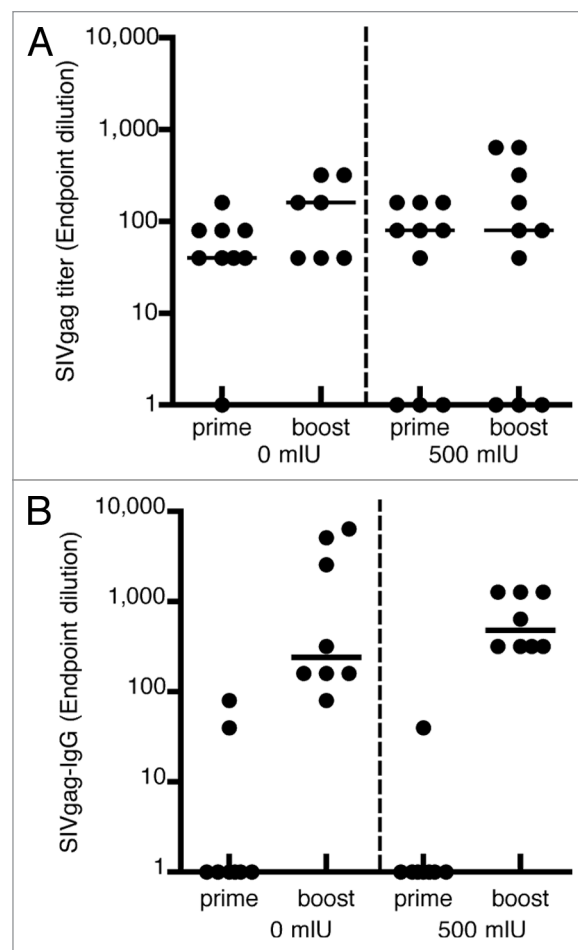 A
SIVgag titer (Endpoint dilution)
10,000
1,000
100
10
1
prime boost prime boost
0 mIU 500 mIU
B
SIVgag-IgG (Endpoint dilution)
10,000
1,000
100
10
1
prime boost prime boost
0 mIU 500 mIU